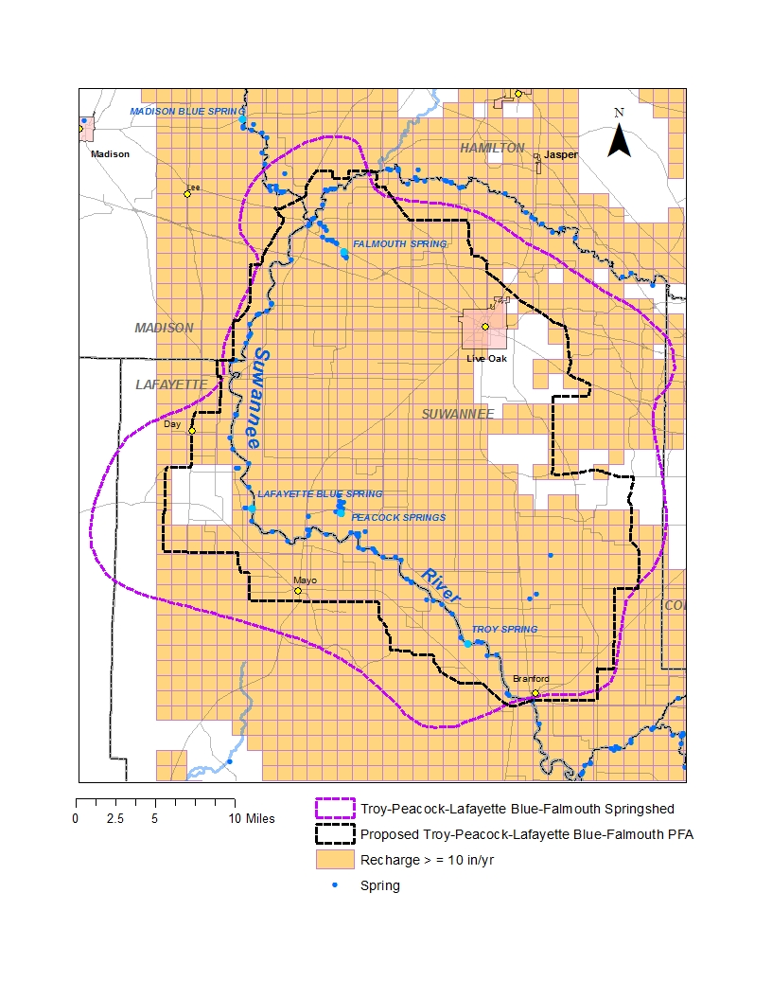 MADISON BLUE SPRING
N
HAMILTON
Jasper
Madison
Lee
FALMOUTH SPRING
MADISON
Live Oak
LAFAYETTE
Suwannee
SUWANNEE
Day
LAFAYETTE BLUE SPRING
PEACOCK SPRINGS
Mayo
River
COL
TROY SPRING
Branford
0 2.5 5 10 Miles
Troy-Peacock-Lafayette Blue-Falmouth Springshed
Proposed Troy-Peacock-Lafayette Blue-Falmouth PFA
Recharge > = 10 in/yr
Spring